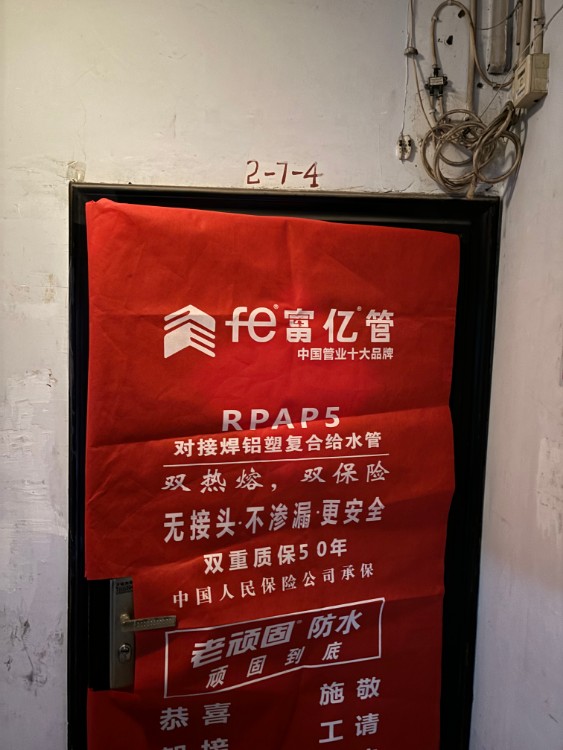 2-7-4
fe®富亿®管
中国管业十大品牌
RPAP5
对接焊铝塑复合给水管
双热熔，双保险
无接头·不渗漏·更安全
双重质保50年
中国人民保险公司承保
老顽固®防水
顽固到底
恭喜
施敬
工请